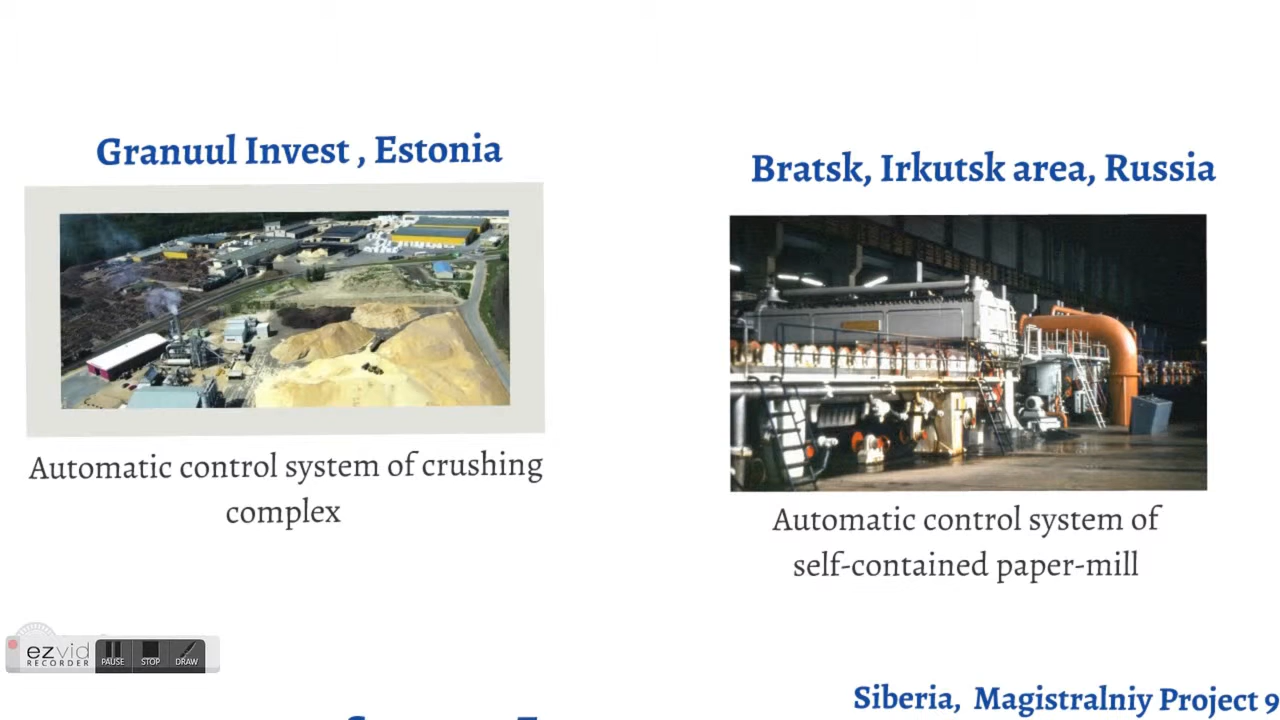 Granuul Invest , Estonia
Automatic control system of crushing
complex
Bratsk, Irkutsk area, Russia
Automatic control system of
self-contained paper-mill
ezvid
RECORDER
PAUSE
STOP
DRAW
Siberia, Magistralniy Project 9